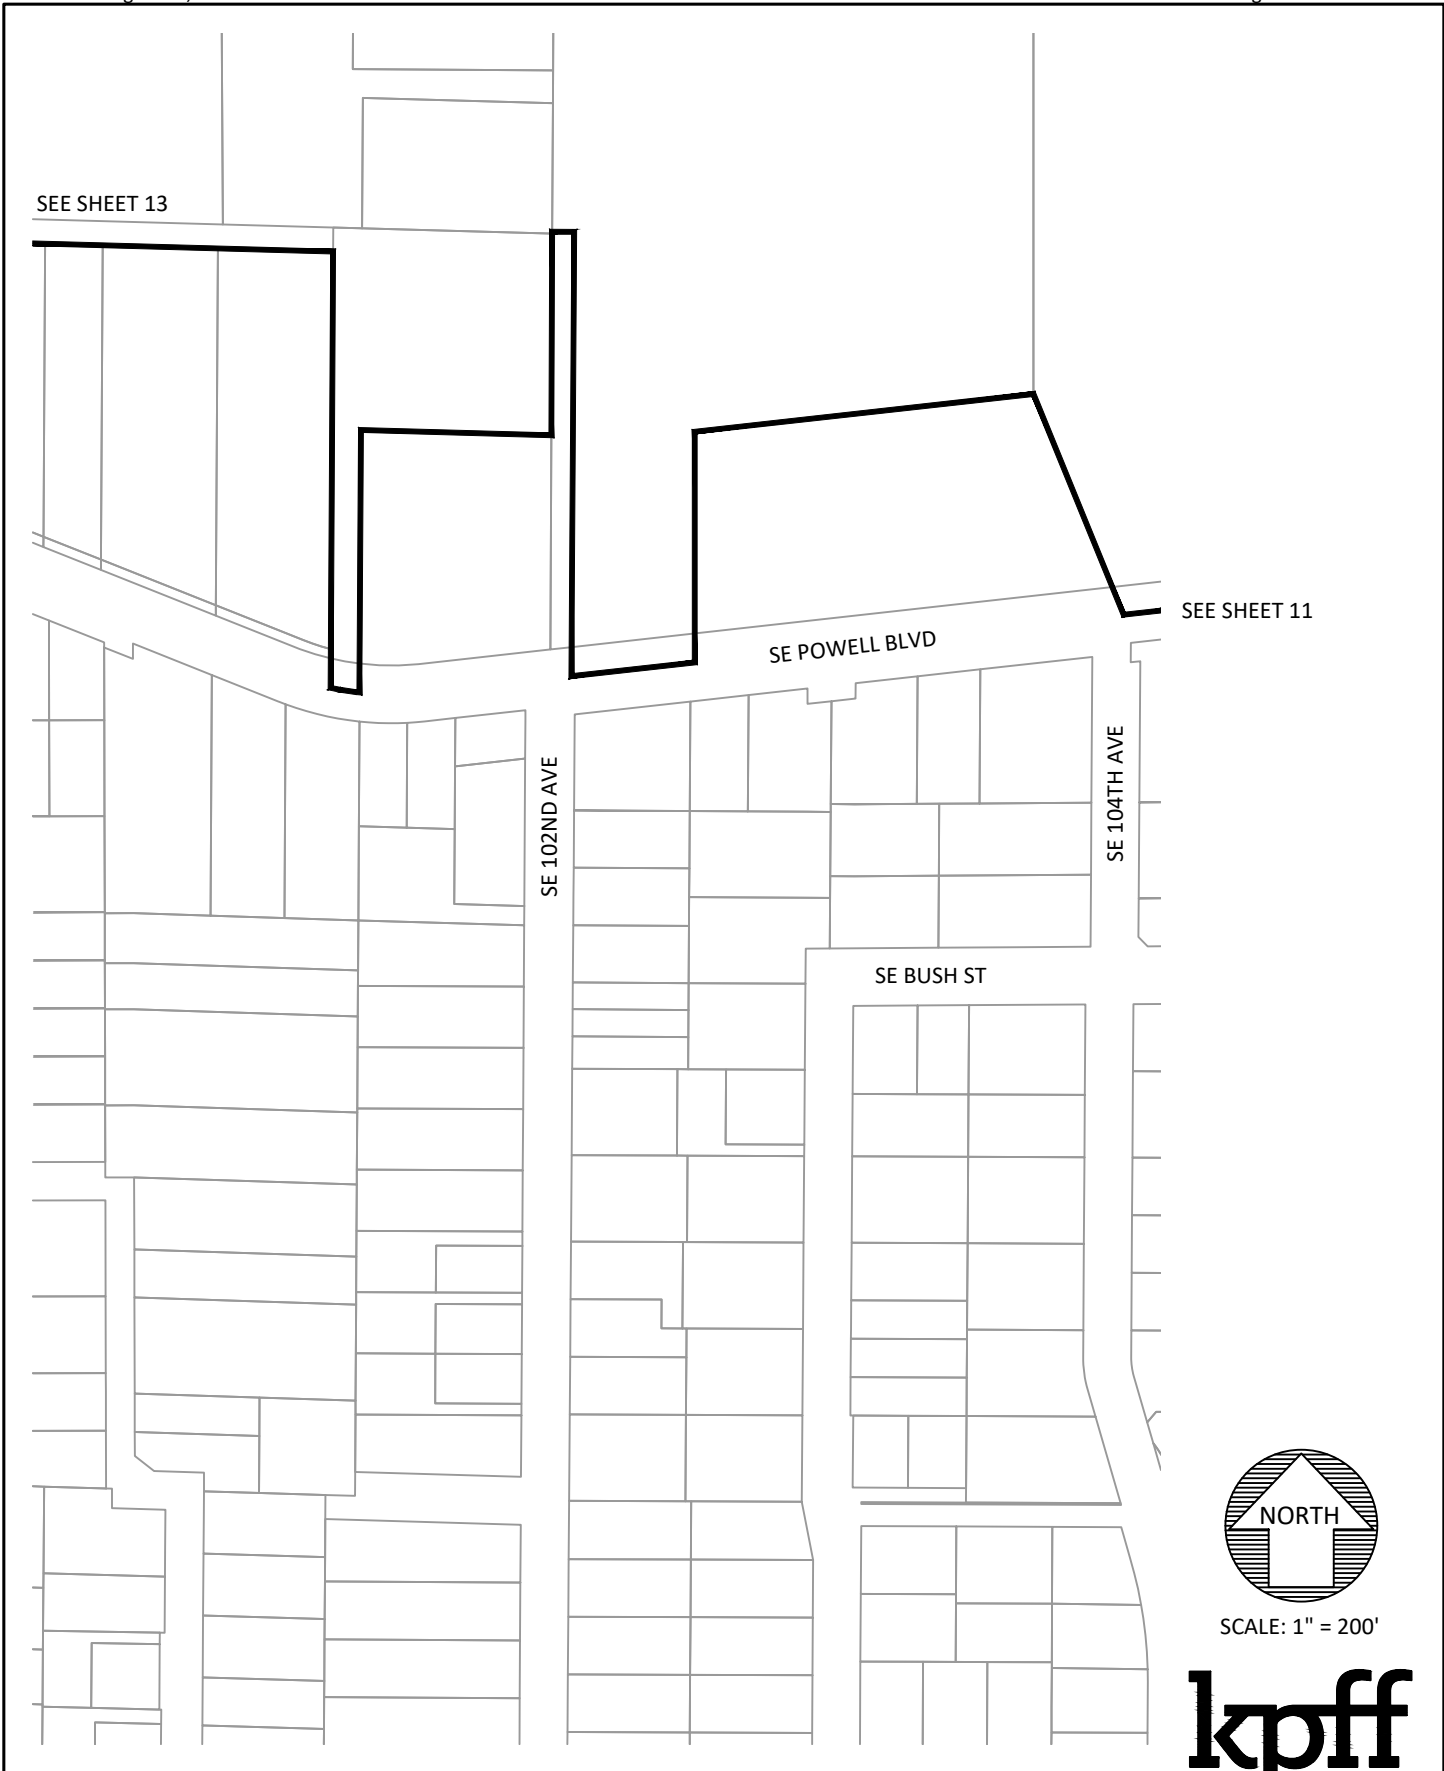 SEE SHEET 13
SEE SHEET 11
SE POWELL BLVD
SE 102ND AVE
SE 104TH AVE
SE BUSH ST
NORTH
SCALE: 1" = 200'
kpff